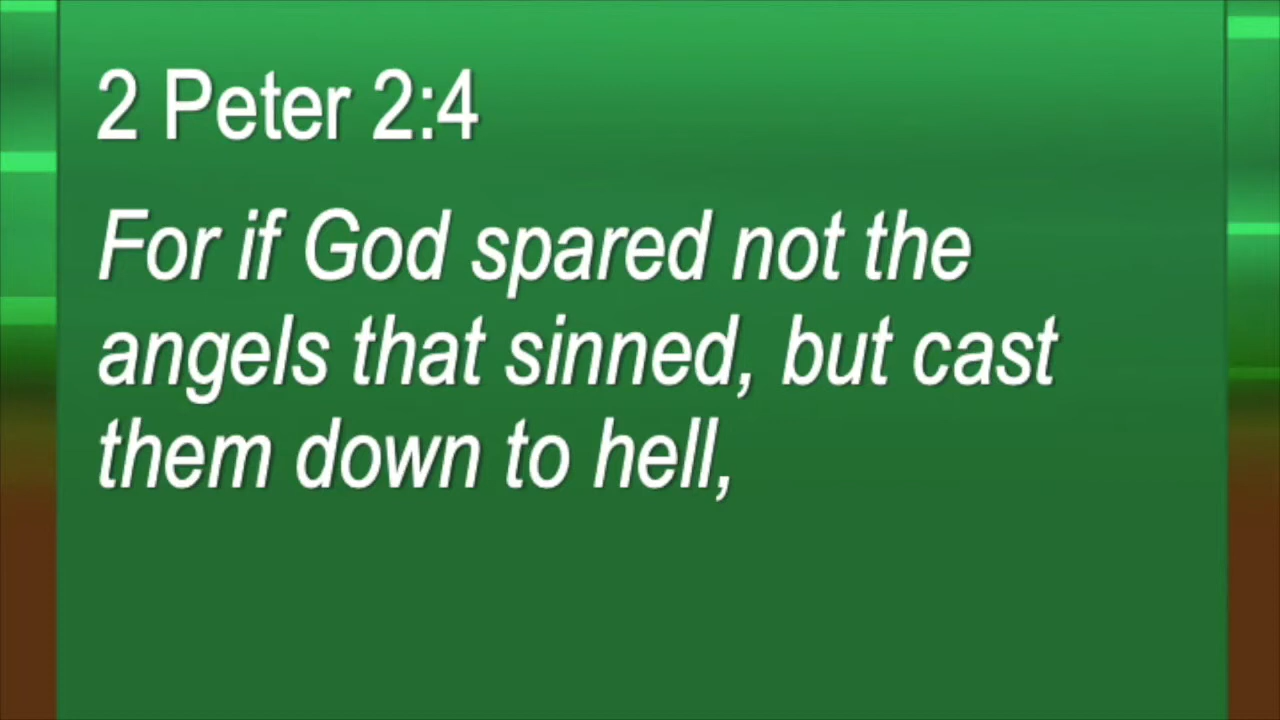 2 Peter 2:4
For if God spared not the
angels that sinned, but cast
them down to hell,